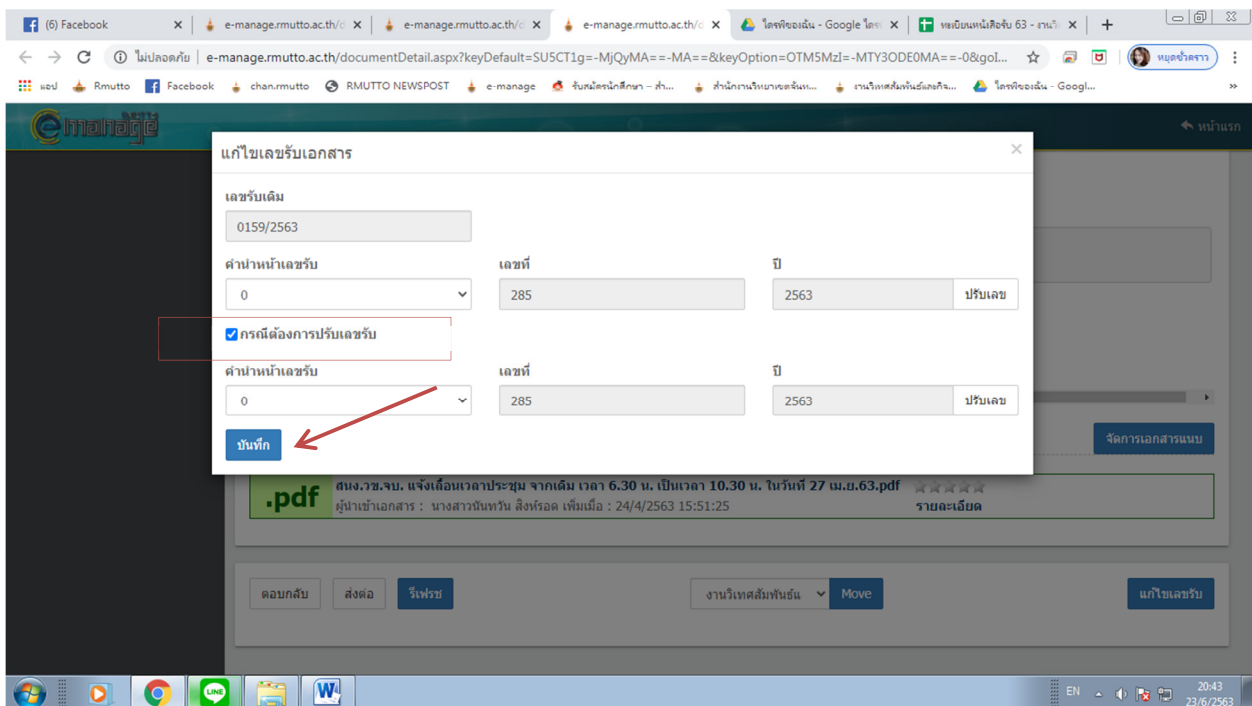 (6) Facebook
e-manage.rmutto.ac.th/d
e-manage.rmutto.ac.th/d
e-manage.rmutto.ac.th/d
ไดรฟ์ของฉัน - Google ไดร
ทะเบียนหนังสือรับ 63 - งานวิ
ไม่ปลอดภัย
e-manage.rmutto.ac.th/documentDetail.aspx?keyDefault=SU5CT1g=-MjQyMA==-MA==&keyOption=OTM5MzI=-MTY3ODE0MA==-0&goI...
หยุดชั่วคราว
แอป
Rmutto
Facebook
chan.rmutto
RMUTTO NEWSPOST
e-manage
รับสมัครนักศึกษา – สำ...
สำนักงานวิทยาเขตจันท...
งานวิเทศสัมพันธ์และกิจ...
ไดรฟ์ของฉัน - Googl...
emanage
หน้าแรก
แก้ไขเลขรับเอกสาร
เลขรับเดิม
0159/2563
คำนำหน้าเลขรับ เลขที่ ปี
0 285 2563 ปรับเลข
กรณีต้องการปรับเลขรับ
คำนำหน้าเลขรับ เลขที่ ปี
0 285 2563 ปรับเลข
บันทึก
จัดการเอกสารแนบ
.pdf
สนง.วข.จบ. แจ้งเลื่อนเวลาประชุม จากเดิม เวลา 6.30 น. เป็นเวลา 10.30 น. ในวันที่ 27 เม.ย.63.pdf
ผู้นำเข้าเอกสาร : นางสาวนันทวัน สิงห์รอด เพิ่มเมื่อ : 24/4/2563 15:51:25
รายละเอียด
ตอบกลับ ส่งต่อ รีเฟรช งานวิเทศสัมพันธ์แ Move แก้ไขเลขรับ
LINE
EN
20:43
23/6/2563